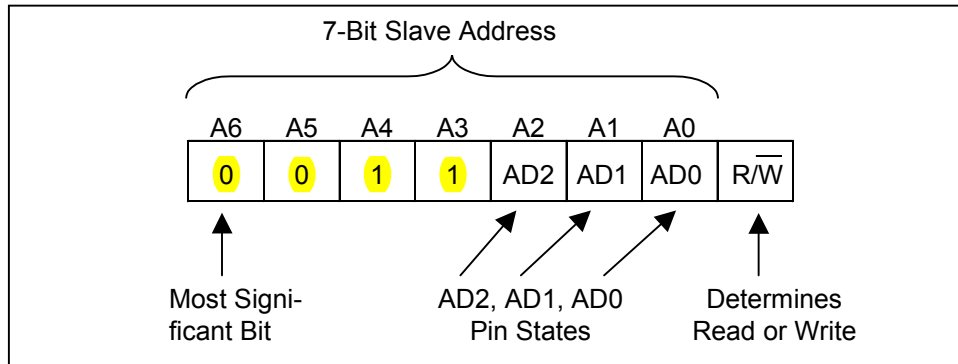 7-Bit Slave Address
A6 A5 A4 A3 A2 A1 A0
0 0 1 1 AD2 AD1 AD0 R/W̅
Most Signi- AD2, AD1, AD0 Determines
ficant Bit Pin States Read or Write